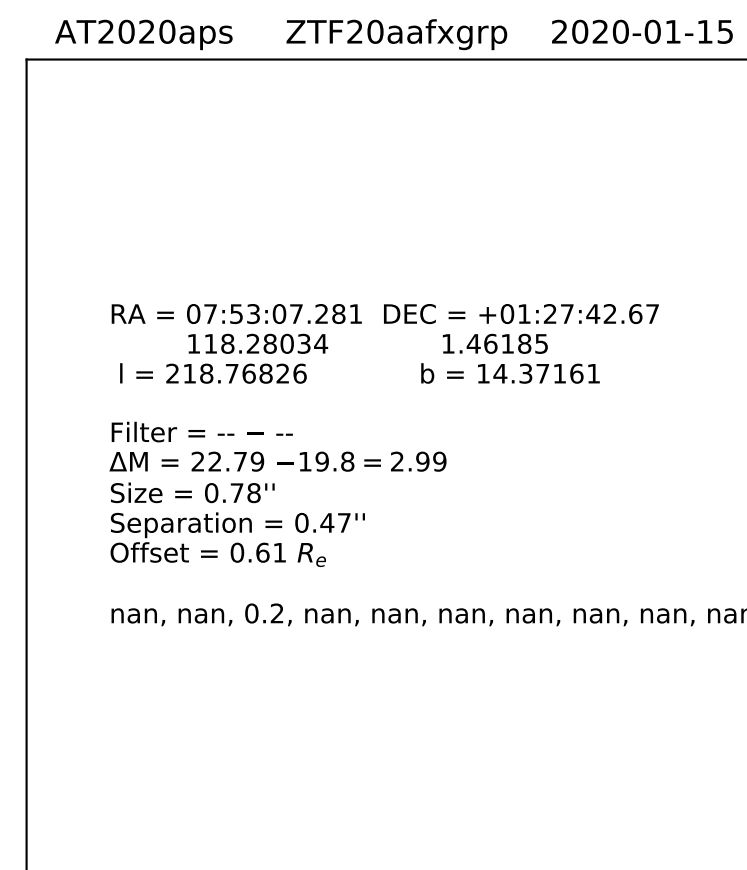 AT2020aps ZTF20aafxgrp 2020-01-15
RA = 07:53:07.281 DEC = +01:27:42.67
118.28034 1.46185
l = 218.76826 b = 14.37161
Filter = -- − --
ΔM = 22.79 −19.8 = 2.99
Size = 0.78''
Separation = 0.47''
Offset = 0.61 Rₑ
nan, nan, 0.2, nan, nan, nan, nan, nan, nan, nan